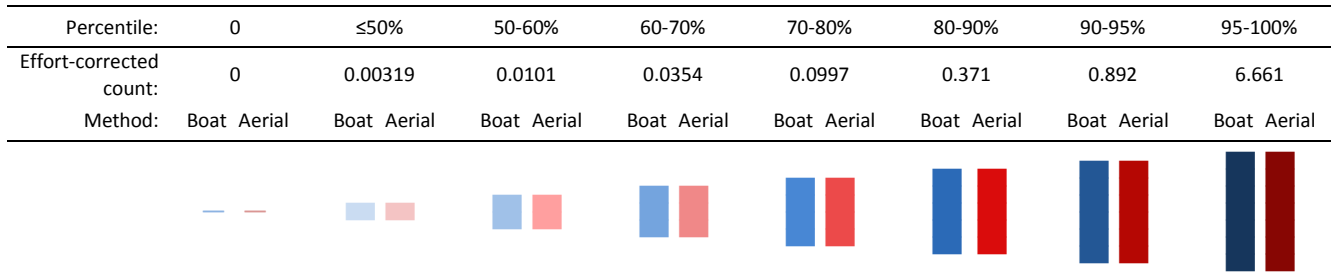 Percentile: 0 ≤50% 50-60% 60-70% 70-80% 80-90% 90-95% 95-100%
Effort-corrected
count: 0 0.00319 0.0101 0.0354 0.0997 0.371 0.892 6.661
Method: Boat Aerial Boat Aerial Boat Aerial Boat Aerial Boat Aerial Boat Aerial Boat Aerial Boat Aerial